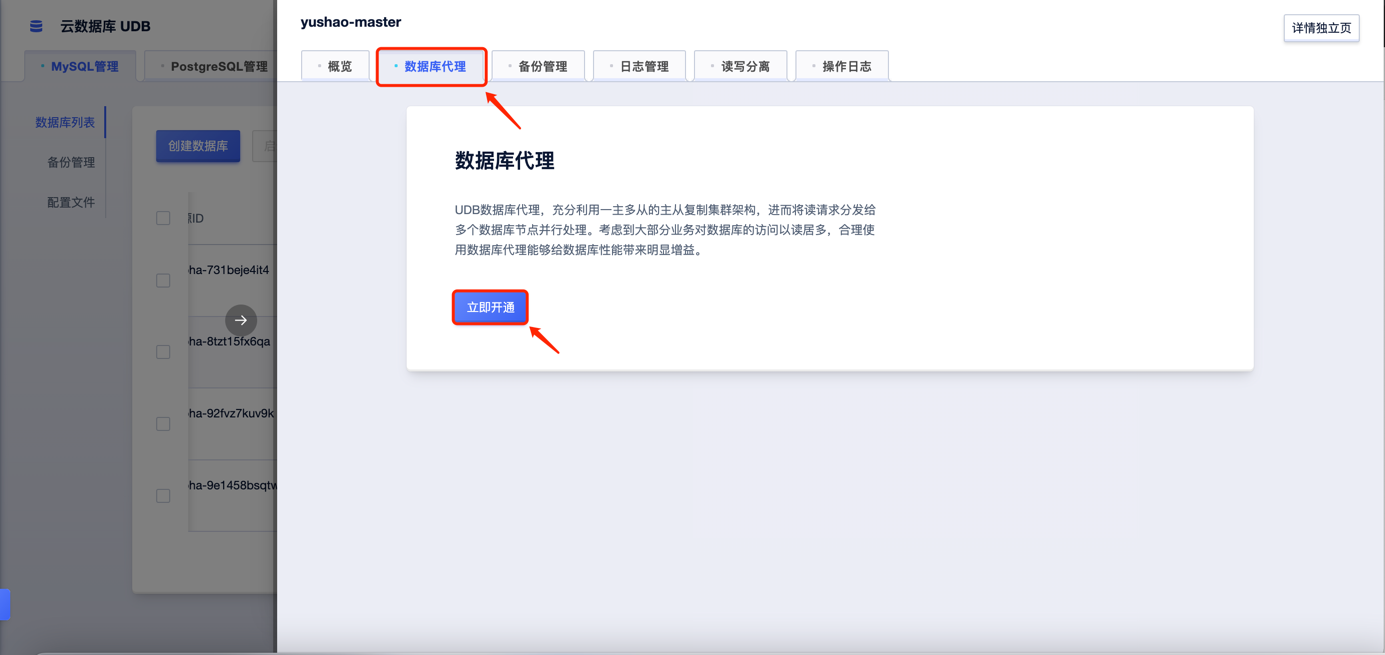 云数据库 UDB
MySQL管理
PostgreSQL管理
数据库列表
备份管理
配置文件
创建数据库
ID
ha-731beje4it4
ha-8tzt15fx6qa
ha-92fvz7kuv9k
ha-9e1458bsqtw
yushao-master
详情独立页
概览
数据库代理
备份管理
日志管理
读写分离
操作日志
数据库代理
UDB数据库代理，充分利用一主多从的主从复制集群架构，进而将读请求分发给
多个数据库节点并行处理。考虑到大部分业务对数据库的访问以读居多，合理使
用数据库代理能够给数据库性能带来明显增益。
立即开通